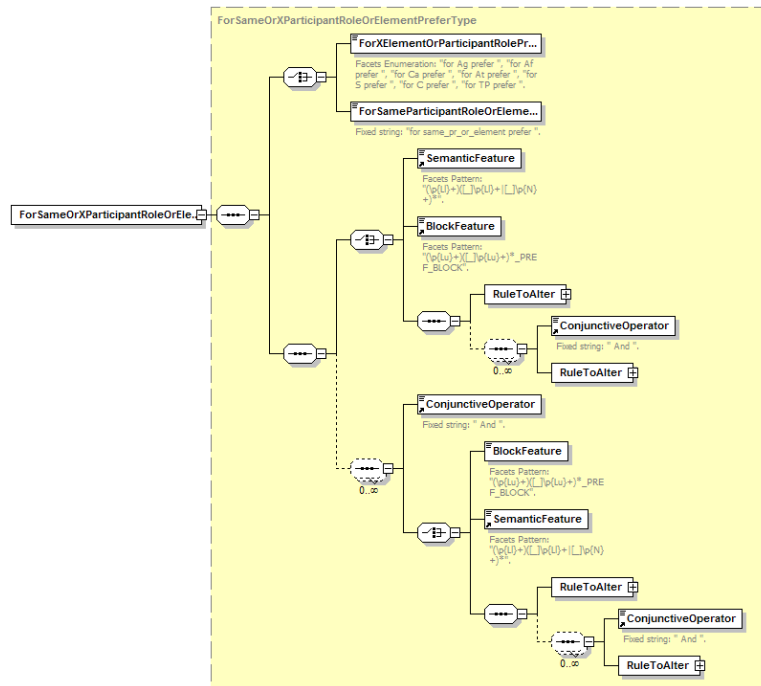 ForSameOrXParticipantRoleOrElementPreferType
ForXElementOrParticipantRolePr...
Facets Enumeration: "for Ag prefer ", "for Af
prefer ", "for Ca prefer ", "for At prefer ", "for
S prefer ", "for C prefer ", "for TP prefer ".
ForSameParticipantRoleOrEleme...
Fixed string: "for same_pr_or_element prefer ".
SemanticFeature
Facets Pattern:
"(\p{Ll}+)([_]\p{Ll}+|[_]\p{N}
+)*".
ForSameOrXParticipantRoleOrEle...
BlockFeature
Facets Pattern:
"(\p{Lu}+)([_]\p{Lu}+)*_PRE
F_BLOCK".
RuleToAlter
ConjunctiveOperator
Fixed string: " And ".
0..∞
RuleToAlter
ConjunctiveOperator
Fixed string: " And ".
BlockFeature
Facets Pattern:
"(\p{Lu}+)([_]\p{Lu}+)*_PRE
F_BLOCK".
0..∞
SemanticFeature
Facets Pattern:
"(\p{Ll}+)([_]\p{Ll}+|[_]\p{N}
+)*".
RuleToAlter
ConjunctiveOperator
Fixed string: " And ".
0..∞
RuleToAlter